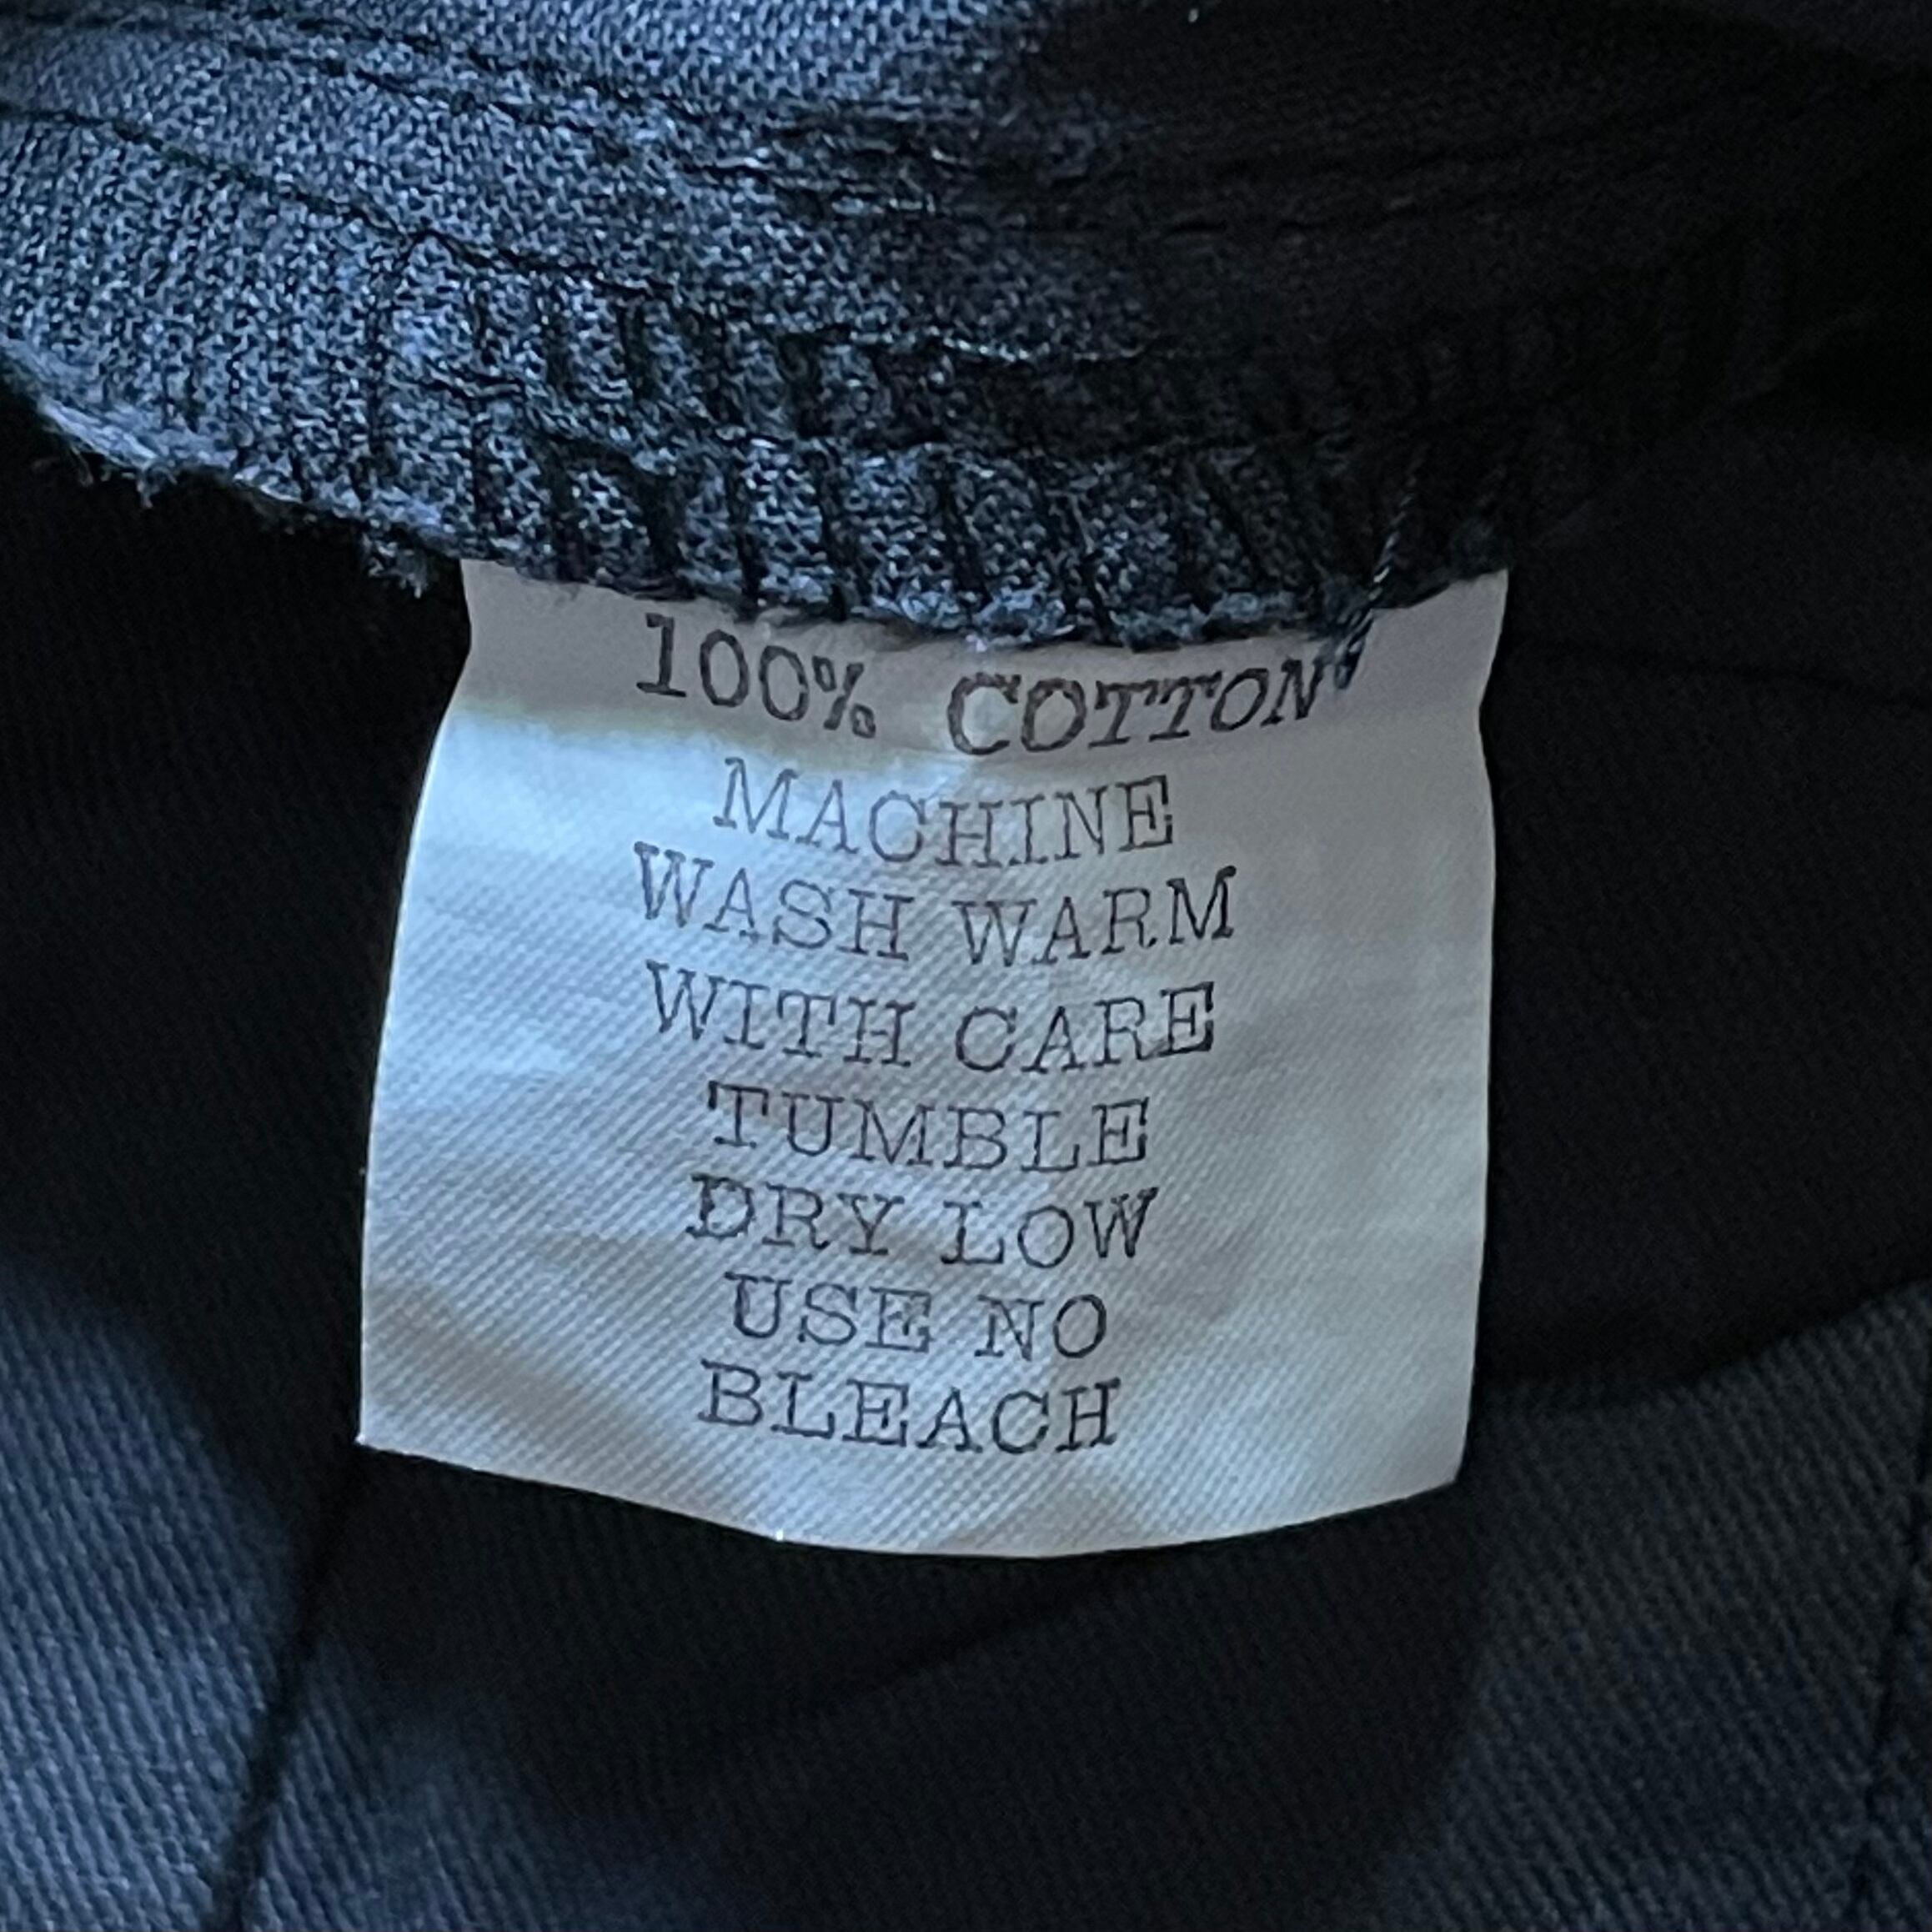 100% COTTON
MACHINE
WASH WARM
WITH CARE
TUMBLE
DRY LOW
USE NO
BLEACH